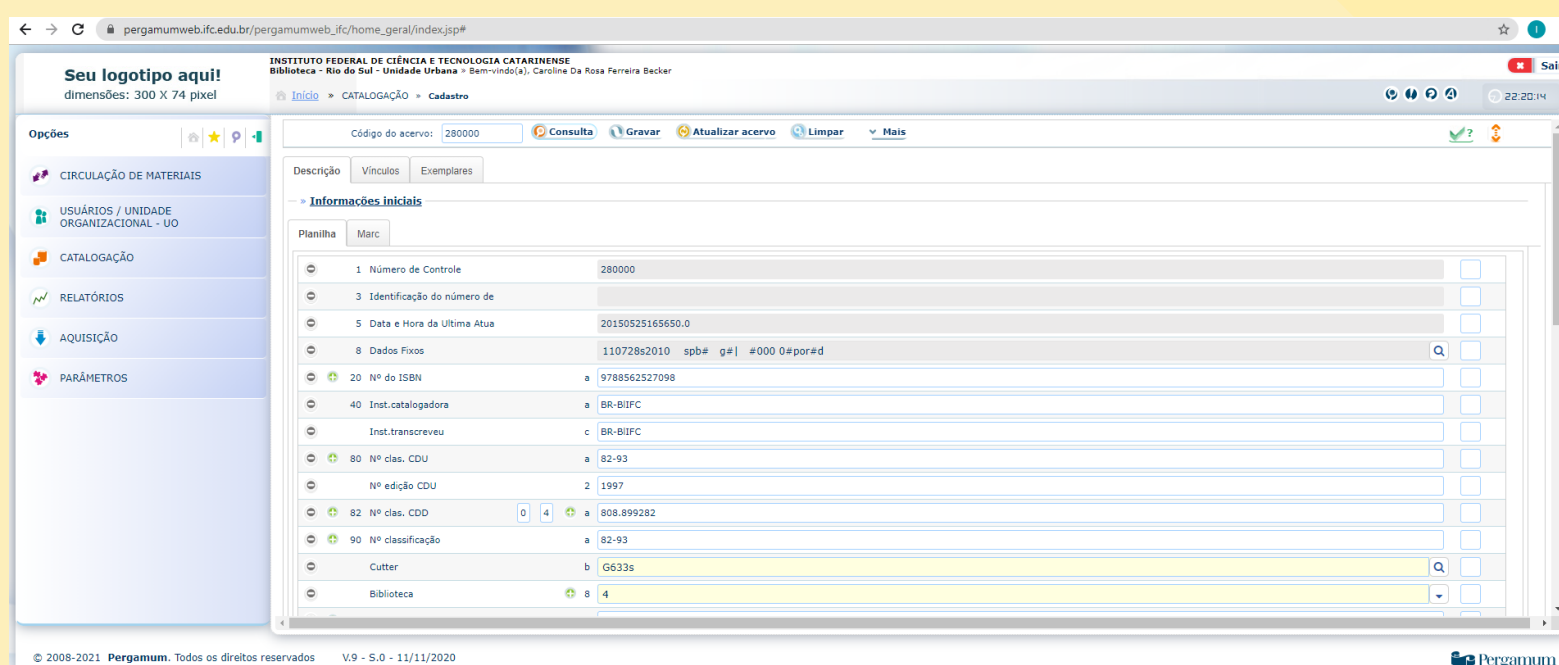 pergamumweb.ifc.edu.br/pergamumweb_ifc/home_geral/index.jsp#
I
Seu logotipo aqui!
dimensões: 300 X 74 pixel
INSTITUTO FEDERAL DE CIÊNCIA E TECNOLOGIA CATARINENSE
Biblioteca - Rio do Sul - Unidade Urbana » Bem-vindo(a), Caroline Da Rosa Ferreira Becker
Sai
Início » CATALOGAÇÃO » Cadastro
22:20:14
Opções
CIRCULAÇÃO DE MATERIAIS
USUÁRIOS / UNIDADE
ORGANIZACIONAL - UO
CATALOGAÇÃO
RELATÓRIOS
AQUISIÇÃO
PARÂMETROS
Código do acervo: 280000 Consulta Gravar Atualizar acervo Limpar Mais
Descrição Vínculos Exemplares
» Informações iniciais
Planilha Marc
1 Número de Controle 280000
3 Identificação do número de
5 Data e Hora da Ultima Atua 20150525165650.0
8 Dados Fixos 110728s2010 spb# g#| #000 0#por#d
20 Nº do ISBN a 9788562527098
40 Inst.catalogadora a BR-BlIFC
Inst.transcreveu c BR-BlIFC
80 Nº clas. CDU a 82-93
Nº edição CDU 2 1997
82 Nº clas. CDD 0 4 a 808.899282
90 Nº classificação a 82-93
Cutter b G633s
Biblioteca 8 4
© 2008-2021 Pergamum. Todos os direitos reservados V.9 - S.0 - 11/11/2020
Pergamum